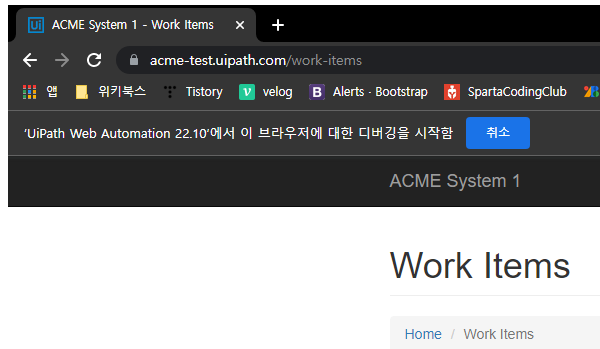 Ui ACME System 1 - Work Items
acme-test.uipath.com/work-items
앱 위키북스 Tistory velog Alerts · Bootstrap SpartaCodingClub
'UiPath Web Automation 22.10'에서 이 브라우저에 대한 디버깅을 시작함 취소
ACME System 1
Work Items
Home / Work Items